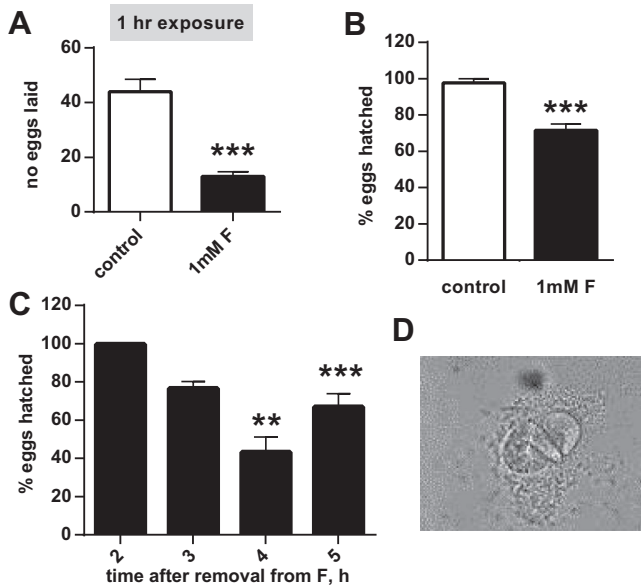 A
1 hr exposure
no eggs laid
60
40
20
0
***
control
1mM F
B
% eggs hatched
120
100
80
60
40
20
0
***
control
1mM F
C
% eggs hatched
120
100
80
60
40
20
0
**
***
2
3
4
5
time after removal from F, h
D